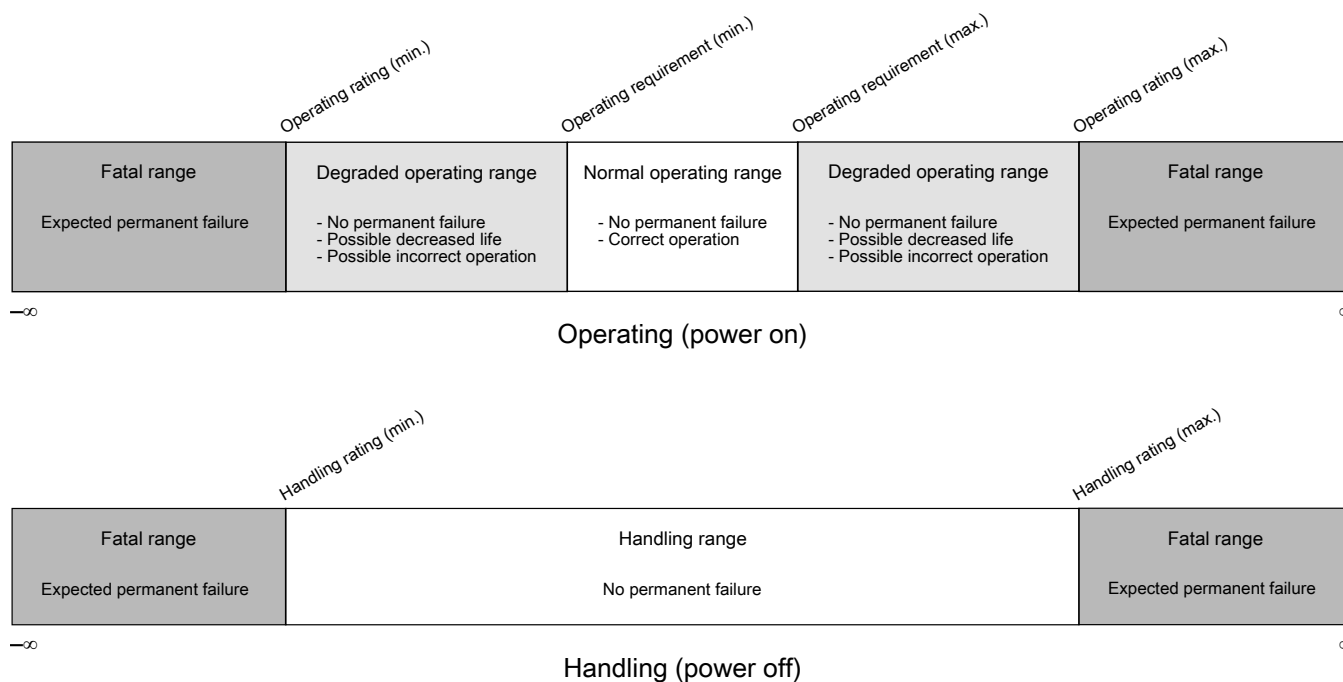 Operating rating (min.)
Operating requirement (min.)
Operating requirement (max.)
Operating rating (max.)
Fatal range
Expected permanent failure
Degraded operating range
- No permanent failure
- Possible decreased life
- Possible incorrect operation
Normal operating range
- No permanent failure
- Correct operation
Degraded operating range
- No permanent failure
- Possible decreased life
- Possible incorrect operation
Fatal range
Expected permanent failure
–∞
Operating (power on)
Handling rating (min.)
Handling rating (max.)
Fatal range
Expected permanent failure
Handling range
No permanent failure
Fatal range
Expected permanent failure
–∞
Handling (power off)